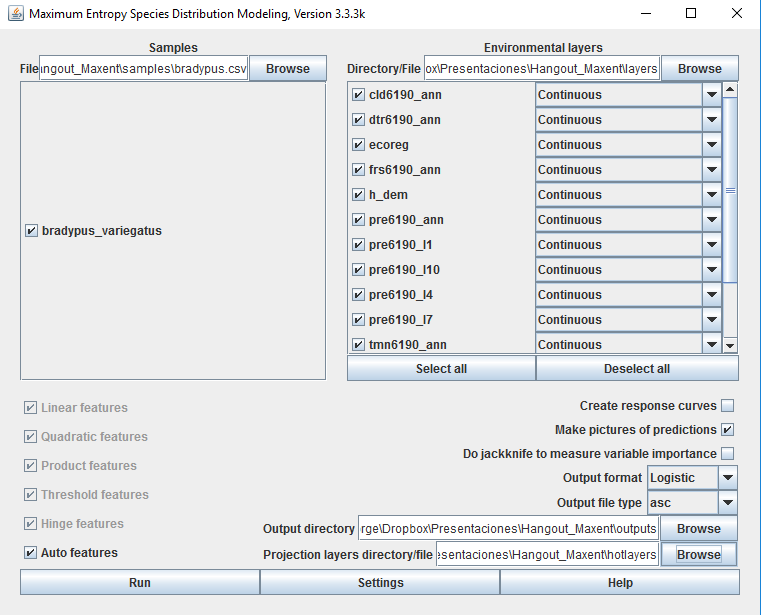 Maximum Entropy Species Distribution Modeling, Version 3.3.3k
Samples
File angout_Maxent\samples\bradypus.csv Browse
bradypus_variegatus
Environmental layers
Directory/File ox\Presentaciones\Hangout_Maxent\layers Browse
cld6190_ann Continuous
dtr6190_ann Continuous
ecoreg Continuous
frs6190_ann Continuous
h_dem Continuous
pre6190_ann Continuous
pre6190_l1 Continuous
pre6190_l10 Continuous
pre6190_l4 Continuous
pre6190_l7 Continuous
tmn6190_ann Continuous
Select all Deselect all
Linear features
Quadratic features
Product features
Threshold features
Hinge features
Auto features
Create response curves
Make pictures of predictions
Do jackknife to measure variable importance
Output format Logistic
Output file type asc
Output directory rge\Dropbox\Presentaciones\Hangout_Maxent\outputs Browse
Projection layers directory/file esentaciones\Hangout_Maxent\hotlayers Browse
Run Settings Help